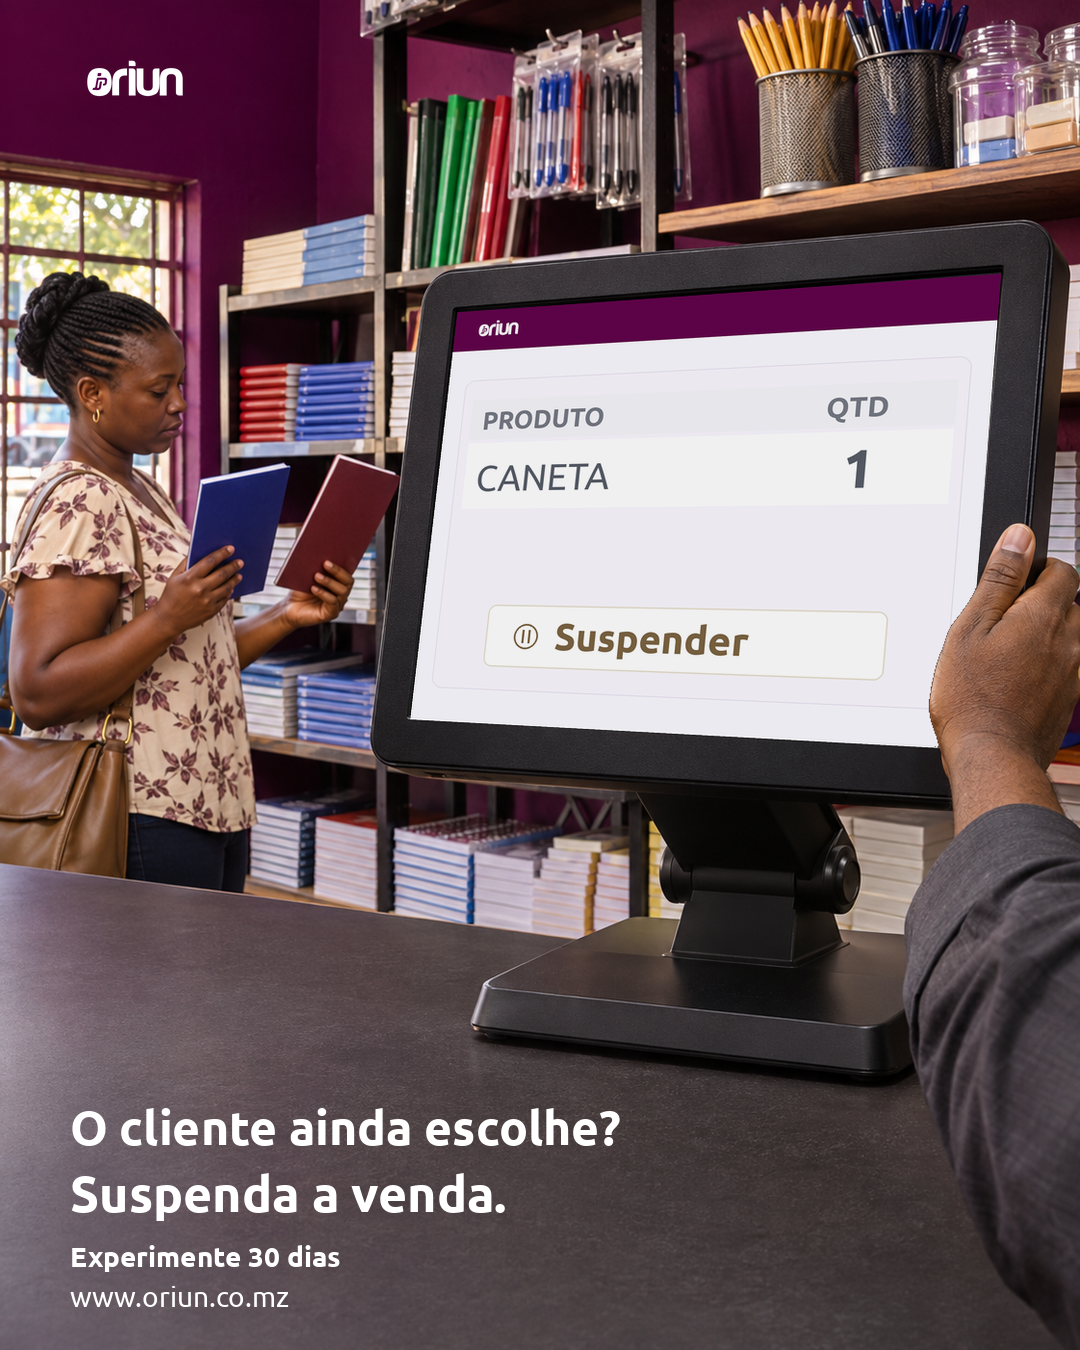 oriun
oriun
PRODUTO QTD
CANETA 1
Suspender
O cliente ainda escolhe?
Suspenda a venda.
Experimente 30 dias
www.oriun.co.mz